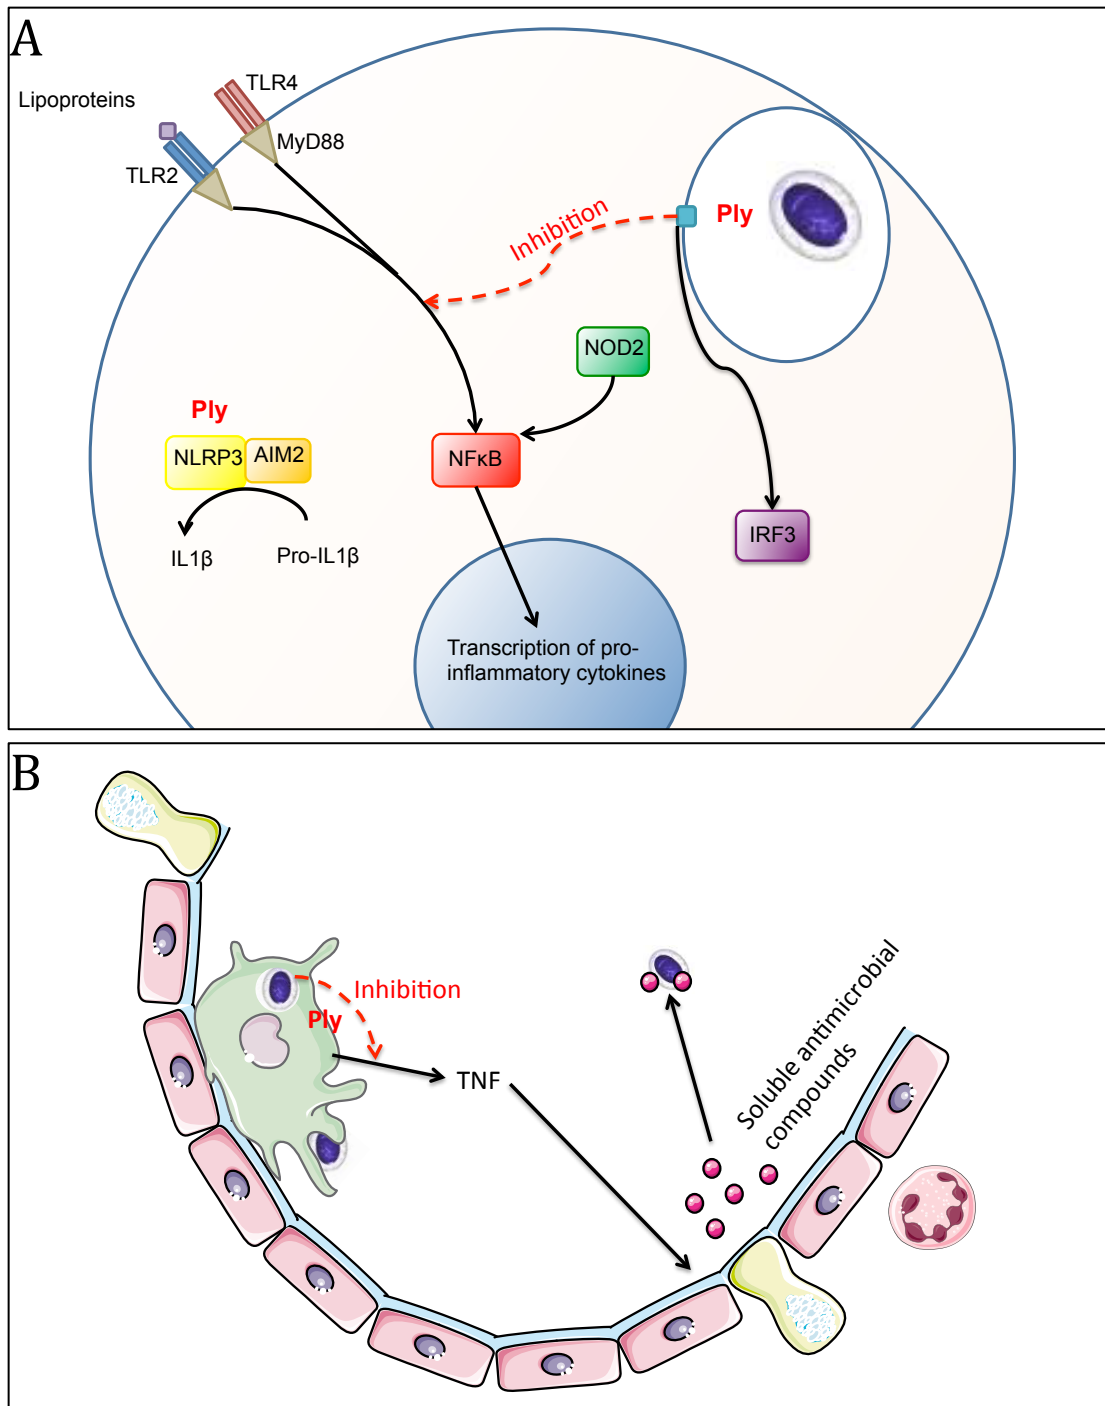 A
TLR4
Lipoproteins
MyD88
TLR2
Ply
Inhibition
NOD2
Ply
NLRP3
AIM2
NFκB
IRF3
IL1β
Pro-IL1β
Transcription of pro-
inflammatory cytokines
B
Inhibition
Ply
TNF
Soluble antimicrobial
compounds